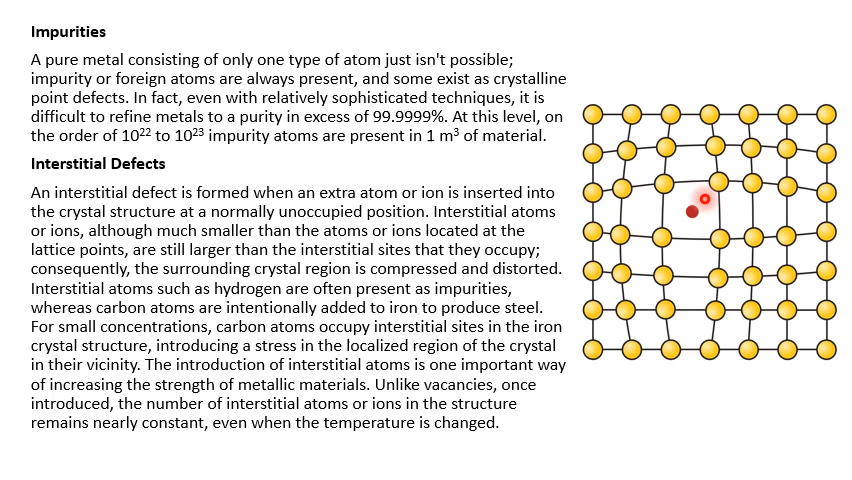 Impurities
A pure metal consisting of only one type of atom just isn't possible;
impurity or foreign atoms are always present, and some exist as crystalline
point defects. In fact, even with relatively sophisticated techniques, it is
difficult to refine metals to a purity in excess of 99.9999%. At this level, on
the order of 10²² to 10²³ impurity atoms are present in 1 m³ of material.
Interstitial Defects
An interstitial defect is formed when an extra atom or ion is inserted into
the crystal structure at a normally unoccupied position. Interstitial atoms
or ions, although much smaller than the atoms or ions located at the
lattice points, are still larger than the interstitial sites that they occupy;
consequently, the surrounding crystal region is compressed and distorted.
Interstitial atoms such as hydrogen are often present as impurities,
whereas carbon atoms are intentionally added to iron to produce steel.
For small concentrations, carbon atoms occupy interstitial sites in the iron
crystal structure, introducing a stress in the localized region of the crystal
in their vicinity. The introduction of interstitial atoms is one important way
of increasing the strength of metallic materials. Unlike vacancies, once
introduced, the number of interstitial atoms or ions in the structure
remains nearly constant, even when the temperature is changed.